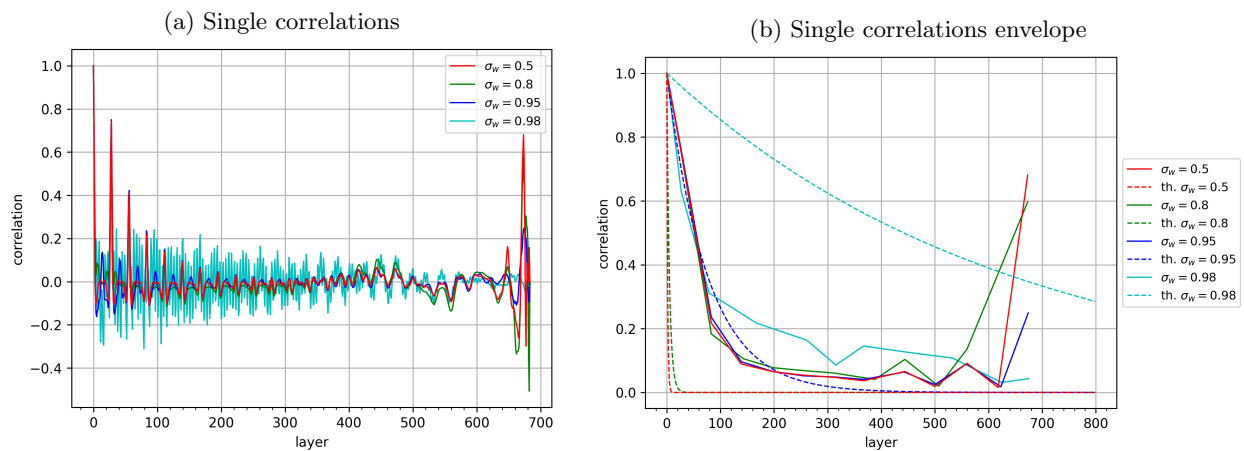 (a) Single correlations
1.0
0.8
0.6
0.4
0.2
0.0
−0.2
−0.4
correlation
0 100 200 300 400 500 600 700
layer
σw = 0.5
σw = 0.8
σw = 0.95
σw = 0.98
(b) Single correlations envelope
1.0
0.8
0.6
0.4
0.2
0.0
correlation
0 100 200 300 400 500 600 700 800
layer
σw = 0.5
th. σw = 0.5
σw = 0.8
th. σw = 0.8
σw = 0.95
th. σw = 0.95
σw = 0.98
th. σw = 0.98